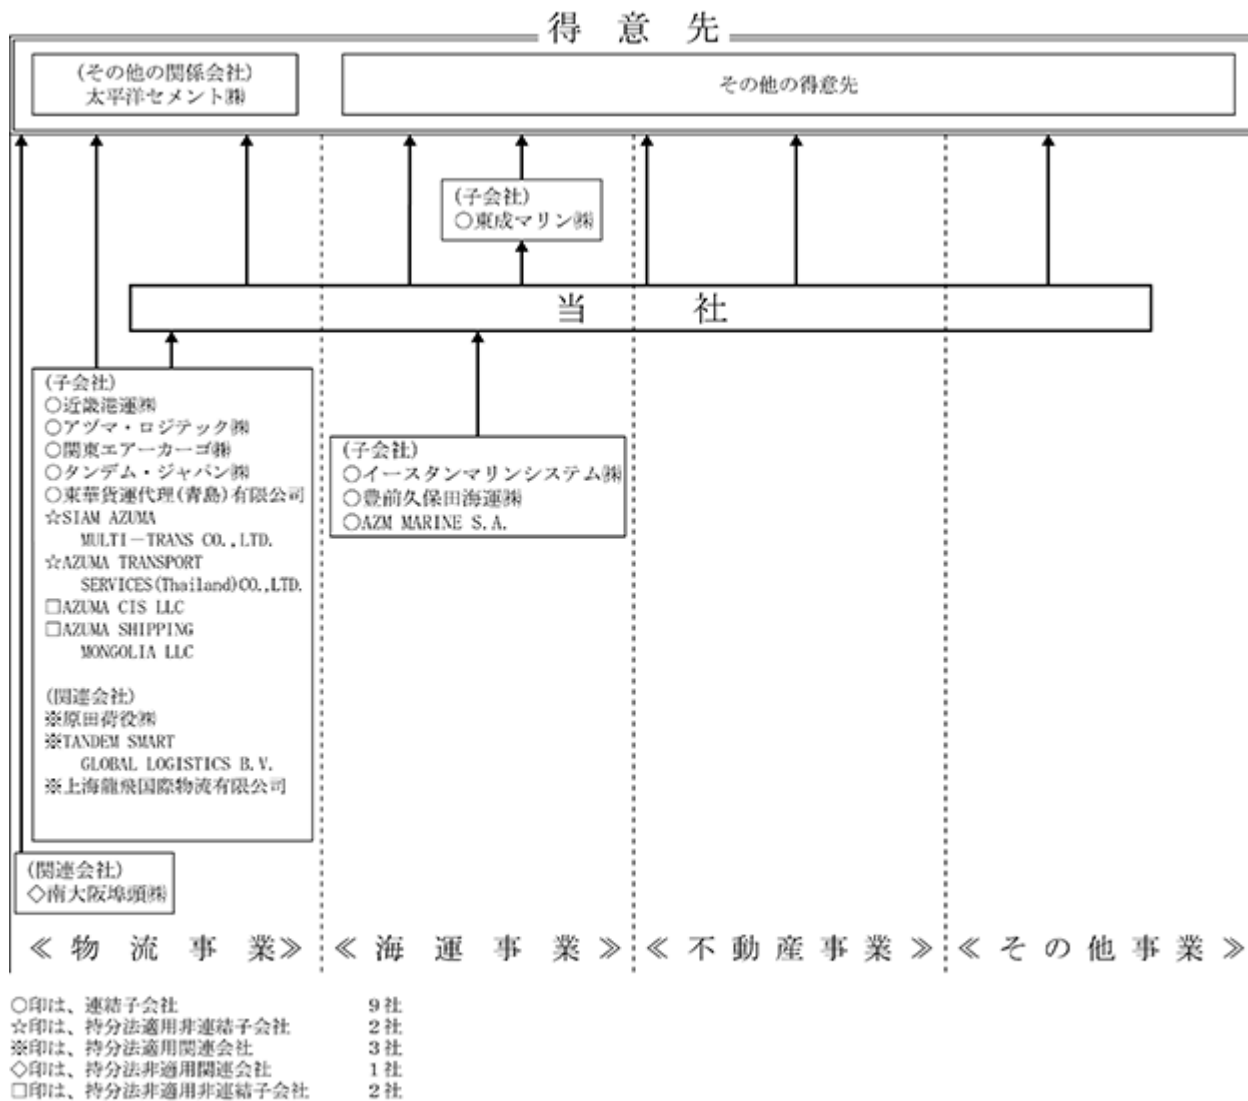 得意先
(その他の関係会社)
太平洋セメント㈱
その他の得意先
(子会社)
○東成マリン㈱
当社
(子会社)
○近畿港運㈱
○アヅマ・ロジテック㈱
○関東エアーカーゴ㈱
○タンデム・ジャパン㈱
○東華貨運代理(青島)有限公司
☆SIAM AZUMA
MULTI－TRANS CO.,LTD.
☆AZUMA TRANSPORT
SERVICES(Thailand)CO.,LTD.
□AZUMA CIS LLC
□AZUMA SHIPPING
MONGOLIA LLC
(関連会社)
※原田荷役㈱
※TANDEM SMART
GLOBAL LOGISTICS B.V.
※上海龍飛国際物流有限公司
(子会社)
○イースタンマリンシステム㈱
○豊前久保田海運㈱
○AZM MARINE S.A.
(関連会社)
◇南大阪埠頭㈱
≪物流事業≫
≪海運事業≫
≪不動産事業≫
≪その他事業≫
○印は、連結子会社 9社
☆印は、持分法適用非連結子会社 2社
※印は、持分法適用関連会社 3社
◇印は、持分法非適用関連会社 1社
□印は、持分法非適用非連結子会社 2社